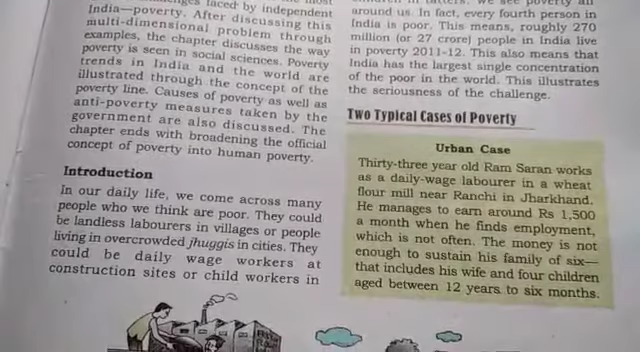 faced by independent
India—poverty. After discussing this
multi-dimensional problem through
examples, the chapter discusses the way
poverty is seen in social sciences. Poverty
trends in India and the world are
illustrated through the concept of the
poverty line. Causes of poverty as well as
anti-poverty measures taken by the
government are also discussed. The
chapter ends with broadening the official
concept of poverty into human poverty.
Introduction
In our daily life, we come across many
people who we think are poor. They could
be landless labourers in villages or people
living in overcrowded jhuggis in cities. They
could be daily wage workers at
construction sites or child workers in
around us. In fact, every fourth person in
India is poor. This means, roughly 270
million (or 27 crore) people in India live
in poverty 2011-12. This also means that
India has the largest single concentration
of the poor in the world. This illustrates
the seriousness of the challenge.
Two Typical Cases of Poverty
Urban Case
Thirty-three year old Ram Saran works
as a daily-wage labourer in a wheat
flour mill near Ranchi in Jharkhand.
He manages to earn around Rs 1,500
a month when he finds employment,
which is not often. The money is not
enough to sustain his family of six—
that includes his wife and four children
aged between 12 years to six months.